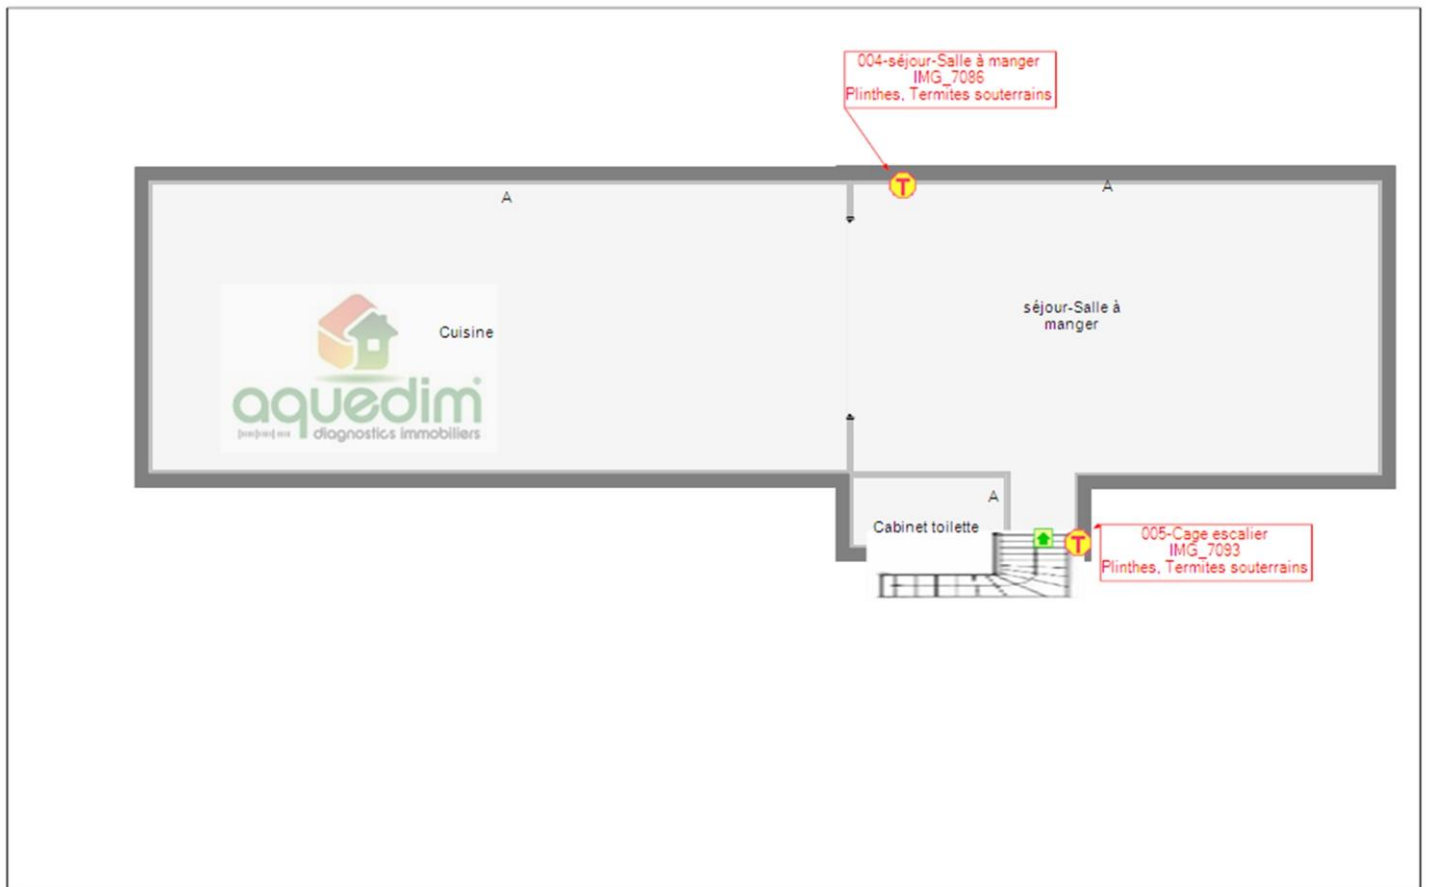 004-séjour-Salle à manger
IMG_7086
Plinthes, Termites souterrains
T
A
A
séjour-Salle à
manger
Cuisine
aquedim
diagnostics immobiliers
A
Cabinet toilette
T
005-Cage escalier
IMG_7093
Plinthes, Termites souterrains